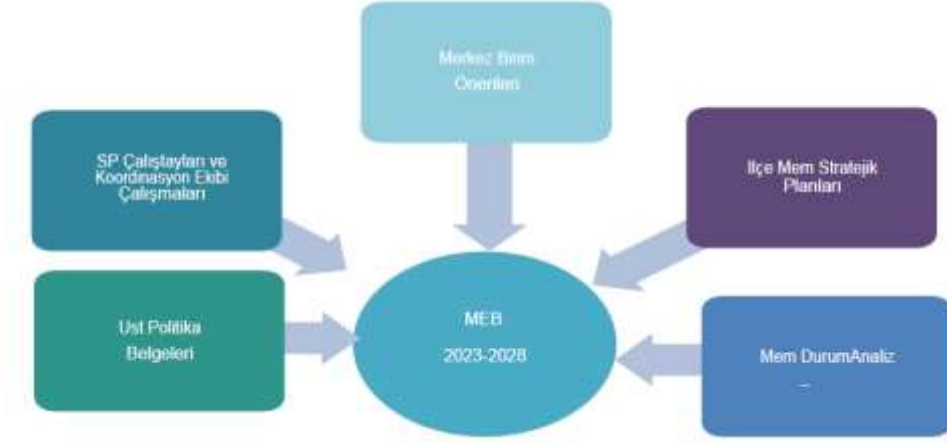 Merkez Birim
Önerileri
SP Çalıştayları ve
Koordinasyon Ekibi
Çalışmaları
İlçe Mem Stratejik
Planları
Üst Politika
Belgeleri
MEB
2023-2028
Mem DurumAnaliz